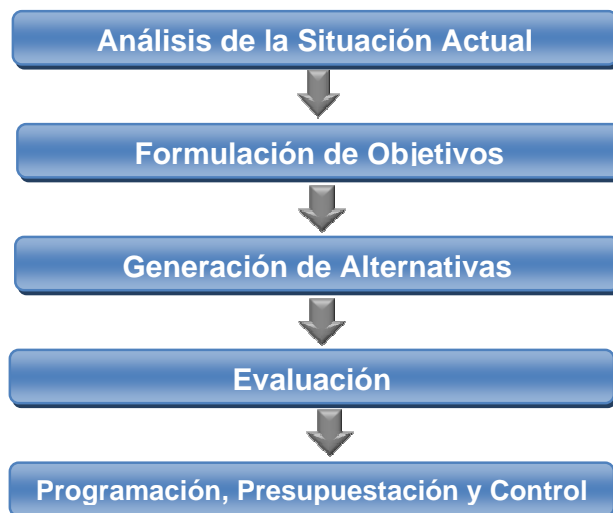 Análisis de la Situación Actual
Formulación de Objetivos
Generación de Alternativas
Evaluación
Programación, Presupuestación y Control